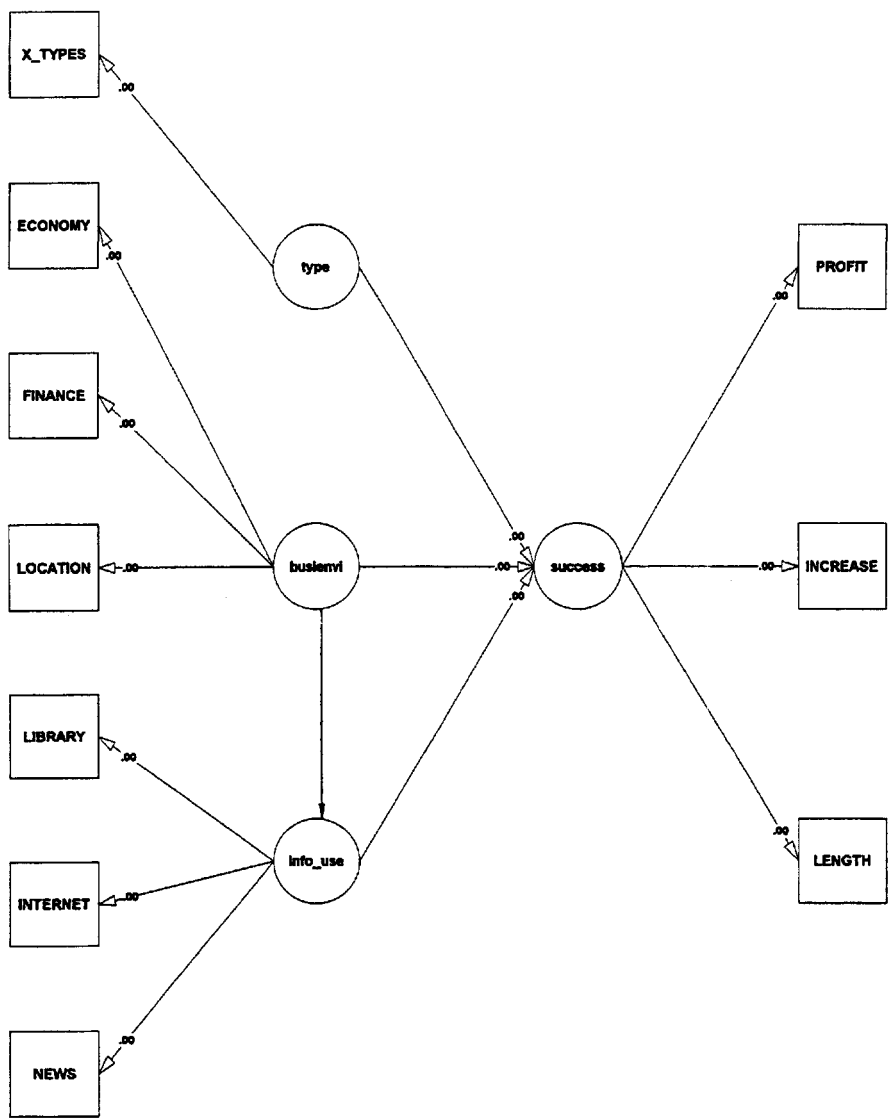 X_TYPES
.00
ECONOMY
.00
type
PROFIT
.00
FINANCE
.00
.00
LOCATION
.00
busienvi
.00
success
.00
INCREASE
.00
LIBRARY
.00
info_use
.00
LENGTH
INTERNET
.00
.00
NEWS